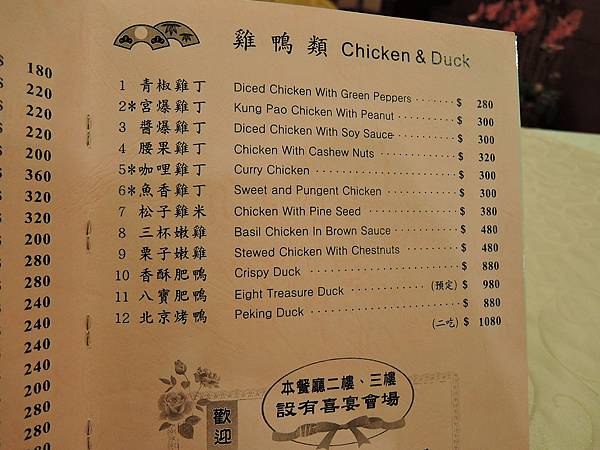 180
220
220
220
200
360
320
320
200
280
280
240
240
240
200
280
280
雞鴨類 Chicken & Duck
1 青椒雞丁 Diced Chicken With Green Peppers ······· $ 280
2*宮爆雞丁 Kung Pao Chicken With Peanut ·········· $ 300
3 醬爆雞丁 Diced Chicken With Soy Sauce ·········· $ 300
4 腰果雞丁 Chicken With Cashew Nuts ·············· $ 320
5*咖哩雞丁 Curry Chicken ························· $ 300
6*魚香雞丁 Sweet and Pungent Chicken ············· $ 300
7 松子雞米 Chicken With Pine Seed ················ $ 380
8 三杯嫩雞 Basil Chicken In Brown Sauce ·········· $ 480
9 栗子嫩雞 Stewed Chicken With Chestnuts ········· $ 480
10 香酥肥鴨 Crispy Duck ·························· $ 880
11 八寶肥鴨 Eight Treasure Duck ············ (預定) $ 980
12 北京烤鴨 Peking Duck ·························· $ 880
(二吃) $ 1080
本餐廳二樓、三樓
設有喜宴會場
歡迎